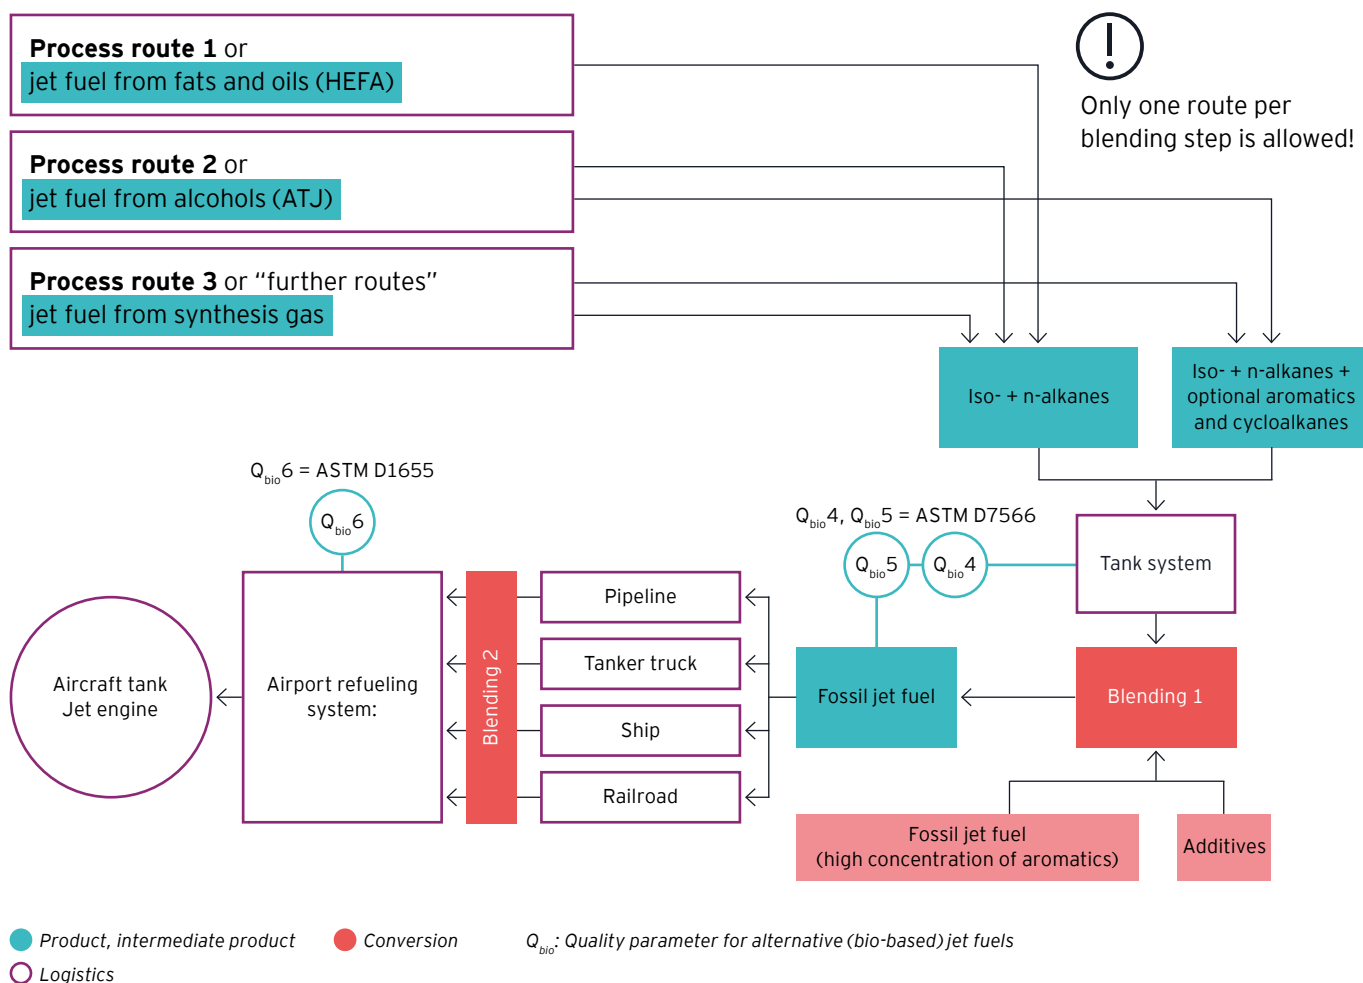 Process route 1 or
jet fuel from fats and oils (HEFA)
Only one route per
blending step is allowed!
Process route 2 or
jet fuel from alcohols (ATJ)
Process route 3 or “further routes”
jet fuel from synthesis gas
Iso- + n-alkanes
Iso- + n-alkanes +
optional aromatics
and cycloalkanes
Qbio6 = ASTM D1655
Qbio6
Qbio4, Qbio5 = ASTM D7566
Qbio5
Qbio4
Tank system
Aircraft tank
Jet engine
Airport refueling
system:
Blending 2
Pipeline
Tanker truck
Ship
Railroad
Fossil jet fuel
Blending 1
Fossil jet fuel
(high concentration of aromatics)
Additives
Product, intermediate product
Conversion
Qbio: Quality parameter for alternative (bio-based) jet fuels
Logistics